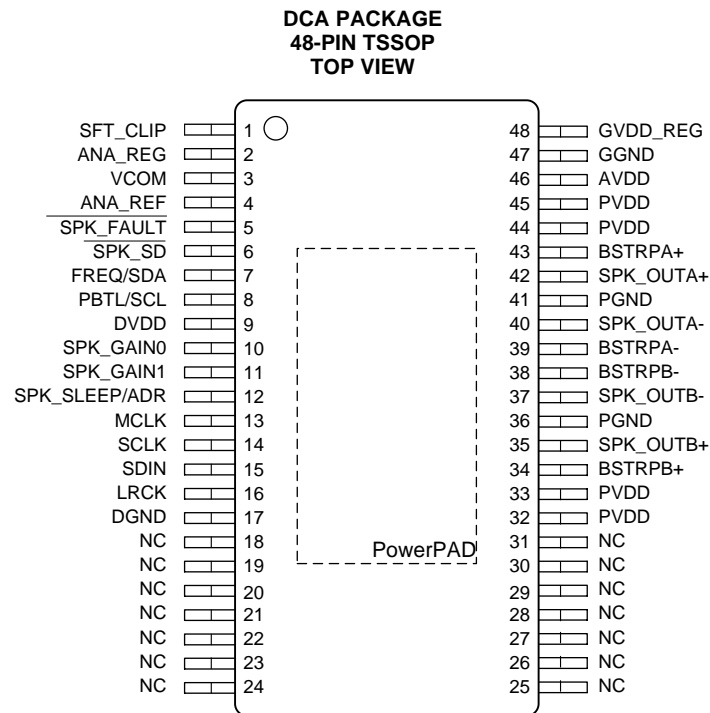 DCA PACKAGE
48-PIN TSSOP
TOP VIEW
SFT_CLIP 1 48 GVDD_REG
ANA_REG 2 47 GGND
VCOM 3 46 AVDD
ANA_REF 4 45 PVDD
SPK_FAULT 5 44 PVDD
SPK_SD 6 43 BSTRPA+
FREQ/SDA 7 42 SPK_OUTA+
PBTL/SCL 8 41 PGND
DVDD 9 40 SPK_OUTA-
SPK_GAIN0 10 39 BSTRPA-
SPK_GAIN1 11 38 BSTRPB-
SPK_SLEEP/ADR 12 37 SPK_OUTB-
MCLK 13 36 PGND
SCLK 14 35 SPK_OUTB+
SDIN 15 34 BSTRPB+
LRCK 16 33 PVDD
DGND 17 32 PVDD
NC 18 PowerPAD 31 NC
NC 19 30 NC
NC 20 29 NC
NC 21 28 NC
NC 22 27 NC
NC 23 26 NC
NC 24 25 NC